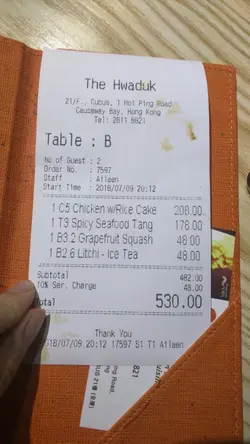 The Hwaduk
21/F., Cubus, 1 Hoi Ping Road,
Causeway Bay, Hong Kong
Tel: 2811 8821
Table : B
No of Guest : 2
Order No. : 7597
Staff : Aileen
Start Time : 2018/07/09 20:12
1 C5 Chicken w/Rice Cake 208.00
1 T3 Spicy Seafood Tang 178.00
1 B3 2 Grapefruit Squash 48.00
1 B2 6 Litchi - Ice Tea 48.00
Subtotal 482.00
10% Ser. Charge 48.00
Total 530.00
Thank You
2018/07/09 20:12 17597 S1 T1 Aileen